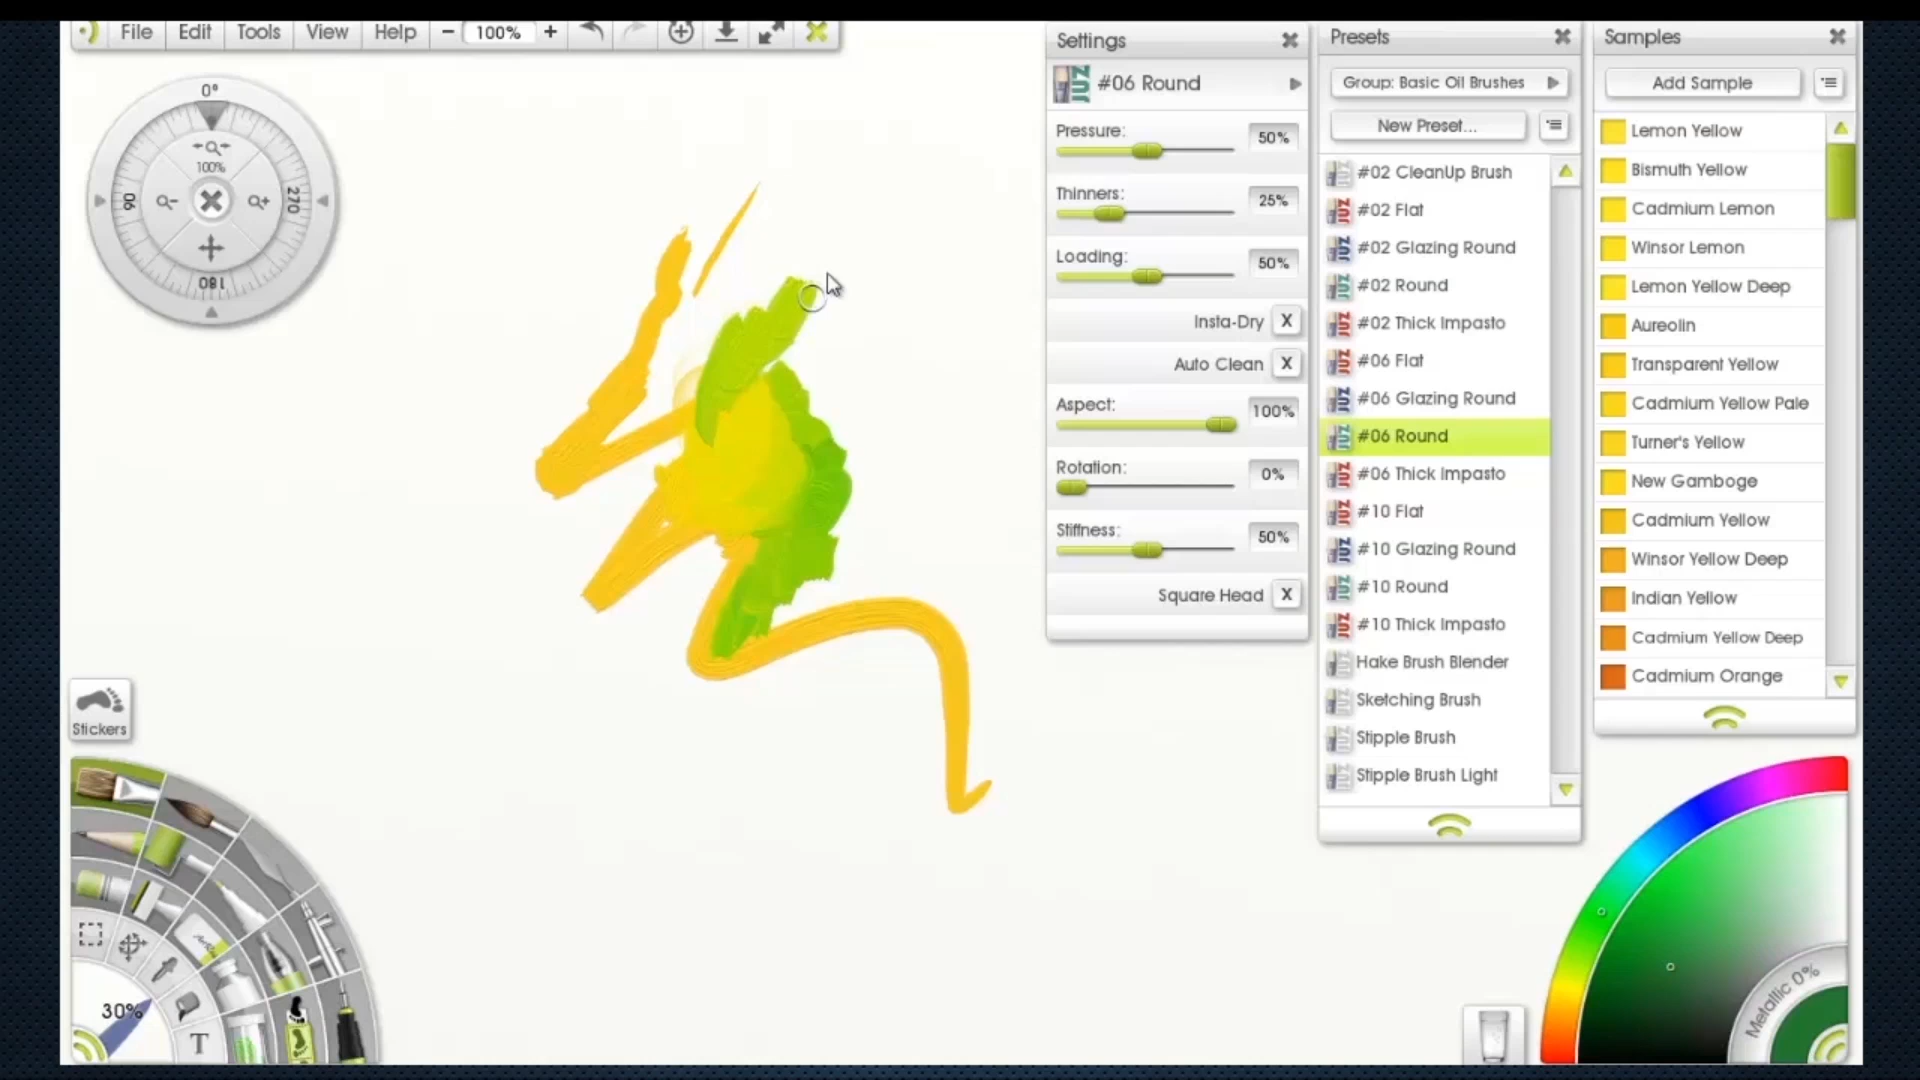 File Edit Tools View Help − 100% +
0°
100%
90
270
180
Stickers
30%
T
Settings
#06 Round
Pressure: 50%
Thinners: 25%
Loading: 50%
Insta-Dry X
Auto Clean X
Aspect: 100%
Rotation: 0%
Stiffness: 50%
Square Head X
Presets
Group: Basic Oil Brushes
New Preset...
#02 CleanUp Brush
#02 Flat
#02 Glazing Round
#02 Round
#02 Thick Impasto
#06 Flat
#06 Glazing Round
#06 Round
#06 Thick Impasto
#10 Flat
#10 Glazing Round
#10 Round
#10 Thick Impasto
Hake Brush Blender
Sketching Brush
Stipple Brush
Stipple Brush Light
Samples
Add Sample
Lemon Yellow
Bismuth Yellow
Cadmium Lemon
Winsor Lemon
Lemon Yellow Deep
Aureolin
Transparent Yellow
Cadmium Yellow Pale
Turner's Yellow
New Gamboge
Cadmium Yellow
Winsor Yellow Deep
Indian Yellow
Cadmium Yellow Deep
Cadmium Orange
Metallic 0%